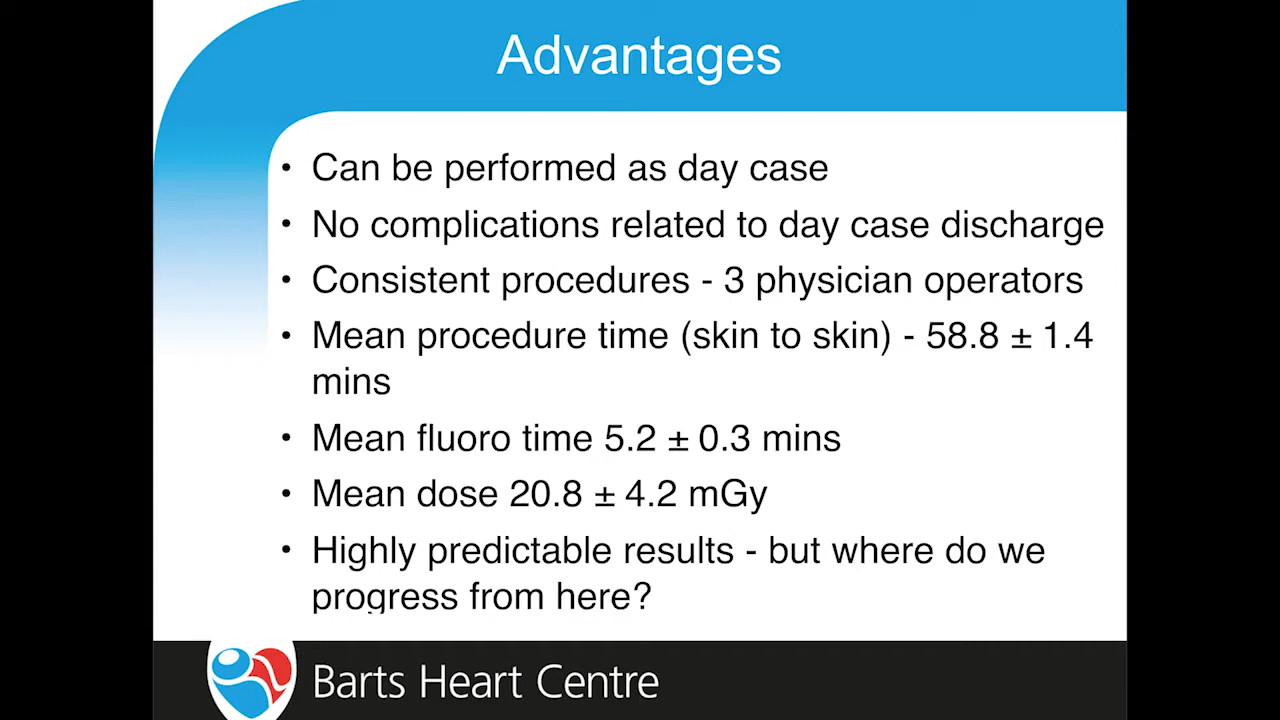 Advantages
• Can be performed as day case
• No complications related to day case discharge
• Consistent procedures - 3 physician operators
• Mean procedure time (skin to skin) - 58.8 ± 1.4
mins
• Mean fluoro time 5.2 ± 0.3 mins
• Mean dose 20.8 ± 4.2 mGy
• Highly predictable results - but where do we
progress from here?
Barts Heart Centre